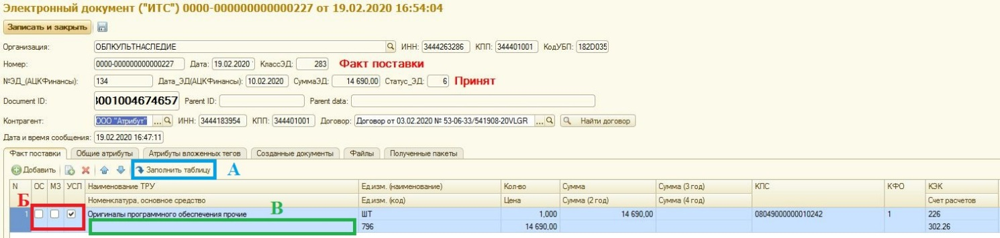 Электронный документ ("ИТС") 0000-000000000000227 от 19.02.2020 16:54:04
Записать и закрыть
Организация: ОБЛКУЛЬТНАСЛЕДИЕ ИНН: 3444263286 КПП: 344401001 КодУБП: 182D035
Номер: 0000-000000000000227 Дата: 19.02.2020 КлассЭД: 283 Факт поставки
№ЭД_(АЦКФинансы): 134 Дата_ЭД(АЦКФинансы): 10.02.2020 СуммаЭД: 14 690,00 Статус_ЭД: 6 Принят
Document ID: 3001004674657 Parent ID: Parent data:
Контрагент: ООО "Атрибут" ... ИНН: 3444183954 КПП: 344401001 Договор: Договор от 03.02.2020 № 53-06-33/541908-20VLGR ... Найти договор
Дата и время сообщения: 19.02.2020 16:47:11
Факт поставки Общие атрибуты Атрибуты вложенных тегов Созданные документы Файлы Полученные пакеты
Добавить Заполнить таблицу А
N ОС МЗ УСЛ Наименование ТРУ Ед.изм. (наименование) Кол-во Сумма Сумма (3 год) КПС КФО КЭК
Б Номенклатура, основное средство Ед.изм. (код) Цена Сумма (2 год) Сумма (4 год) Счет расчетов
1 Оригиналы программного обеспечения прочие В ШТ 1,000 14 690,00 08049000000010242 1 226
796 14 690,00 302.26